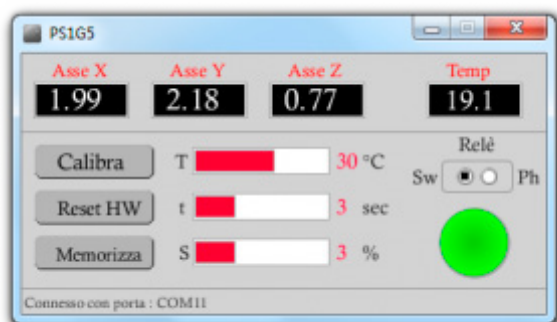 PS1G5
Asse X Asse Y Asse Z Temp
1.99 2.18 0.77 19.1
Relè
Calibra T 30 °C
Sw Ph
Reset HW t 3 sec
Memorizza S 3 %
Connesso con porta : COM11